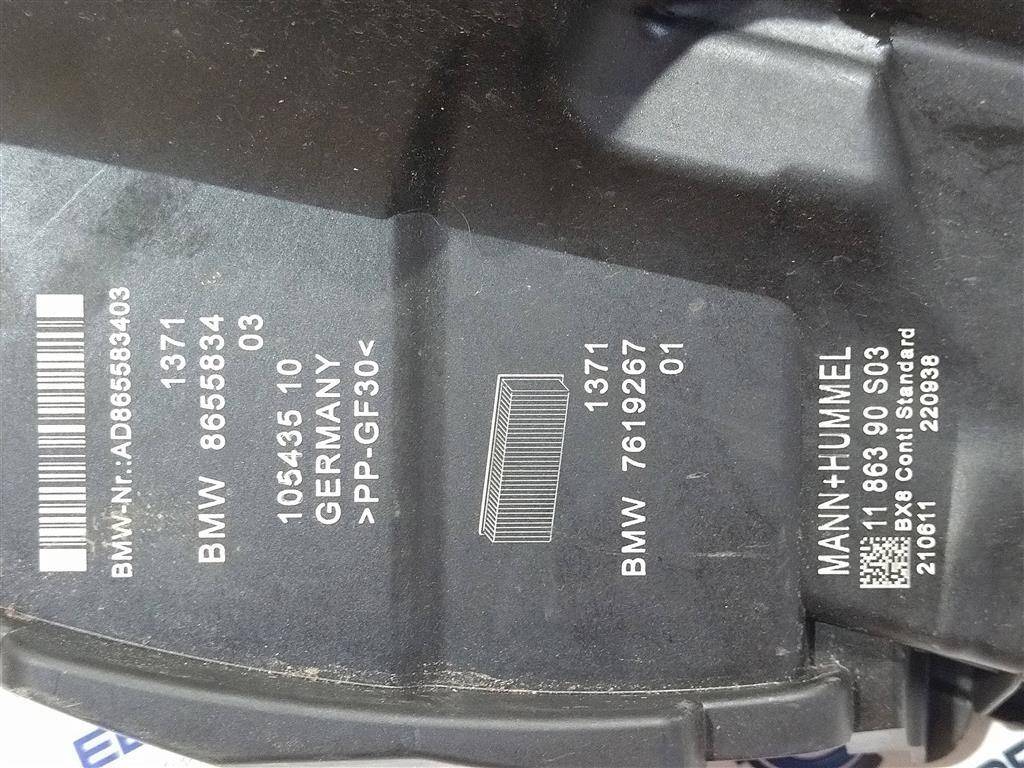 BMW-Nr.:AD865583403
1371
BMW 8655834
03
105435 10
GERMANY
>PP-GF30<
1371
BMW 7619267
01
MANN+HUMMEL
11 863 90 S03
BX8 Conti Standard
210611 220938